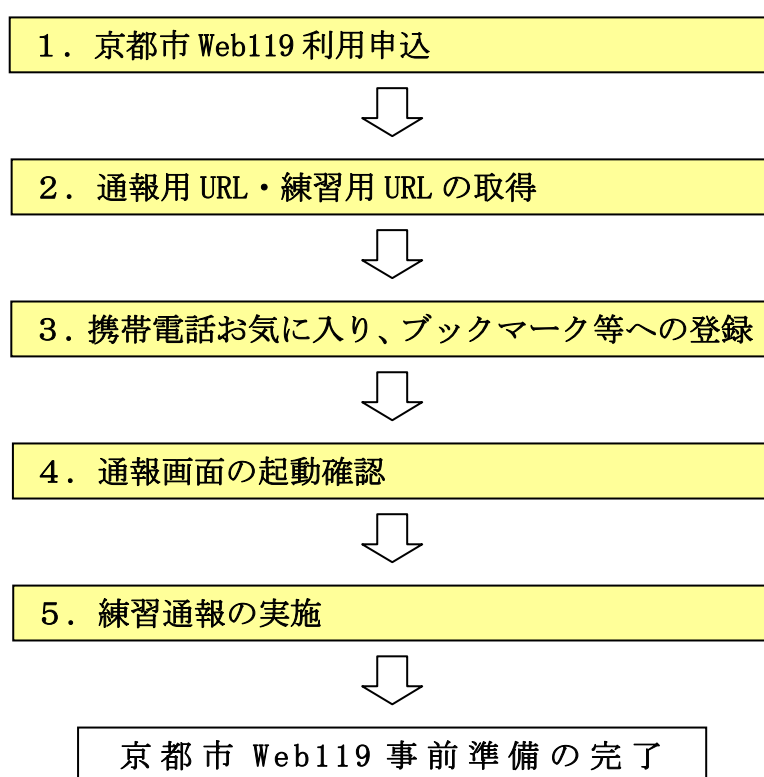 １．京都市 Web119 利用申込
２．通報用 URL・練習用 URL の取得
３．携帯電話お気に入り、ブックマーク等への登録
４．通報画面の起動確認
５．練習通報の実施
京都市 Web119 事前準備の完了